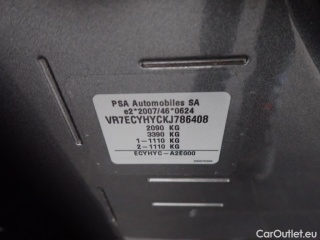 PSA Automobiles SA
e2*2007/46*0624
VR7ECYHYCKJ786408
2090 KG
3390 KG
1-1110 KG
2-1110 KG
ECYHYC-A2E000
CarOutlet.eu